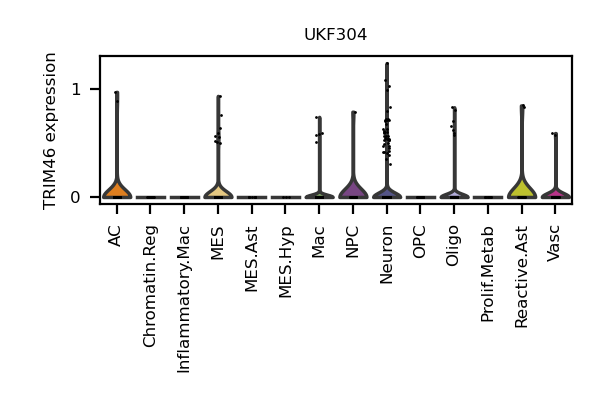 UKF304
TRIM46 expression
1
0
AC
Chromatin.Reg
Inflammatory.Mac
MES
MES.Ast
MES.Hyp
Mac
NPC
Neuron
OPC
Oligo
Prolif.Metab
Reactive.Ast
Vasc